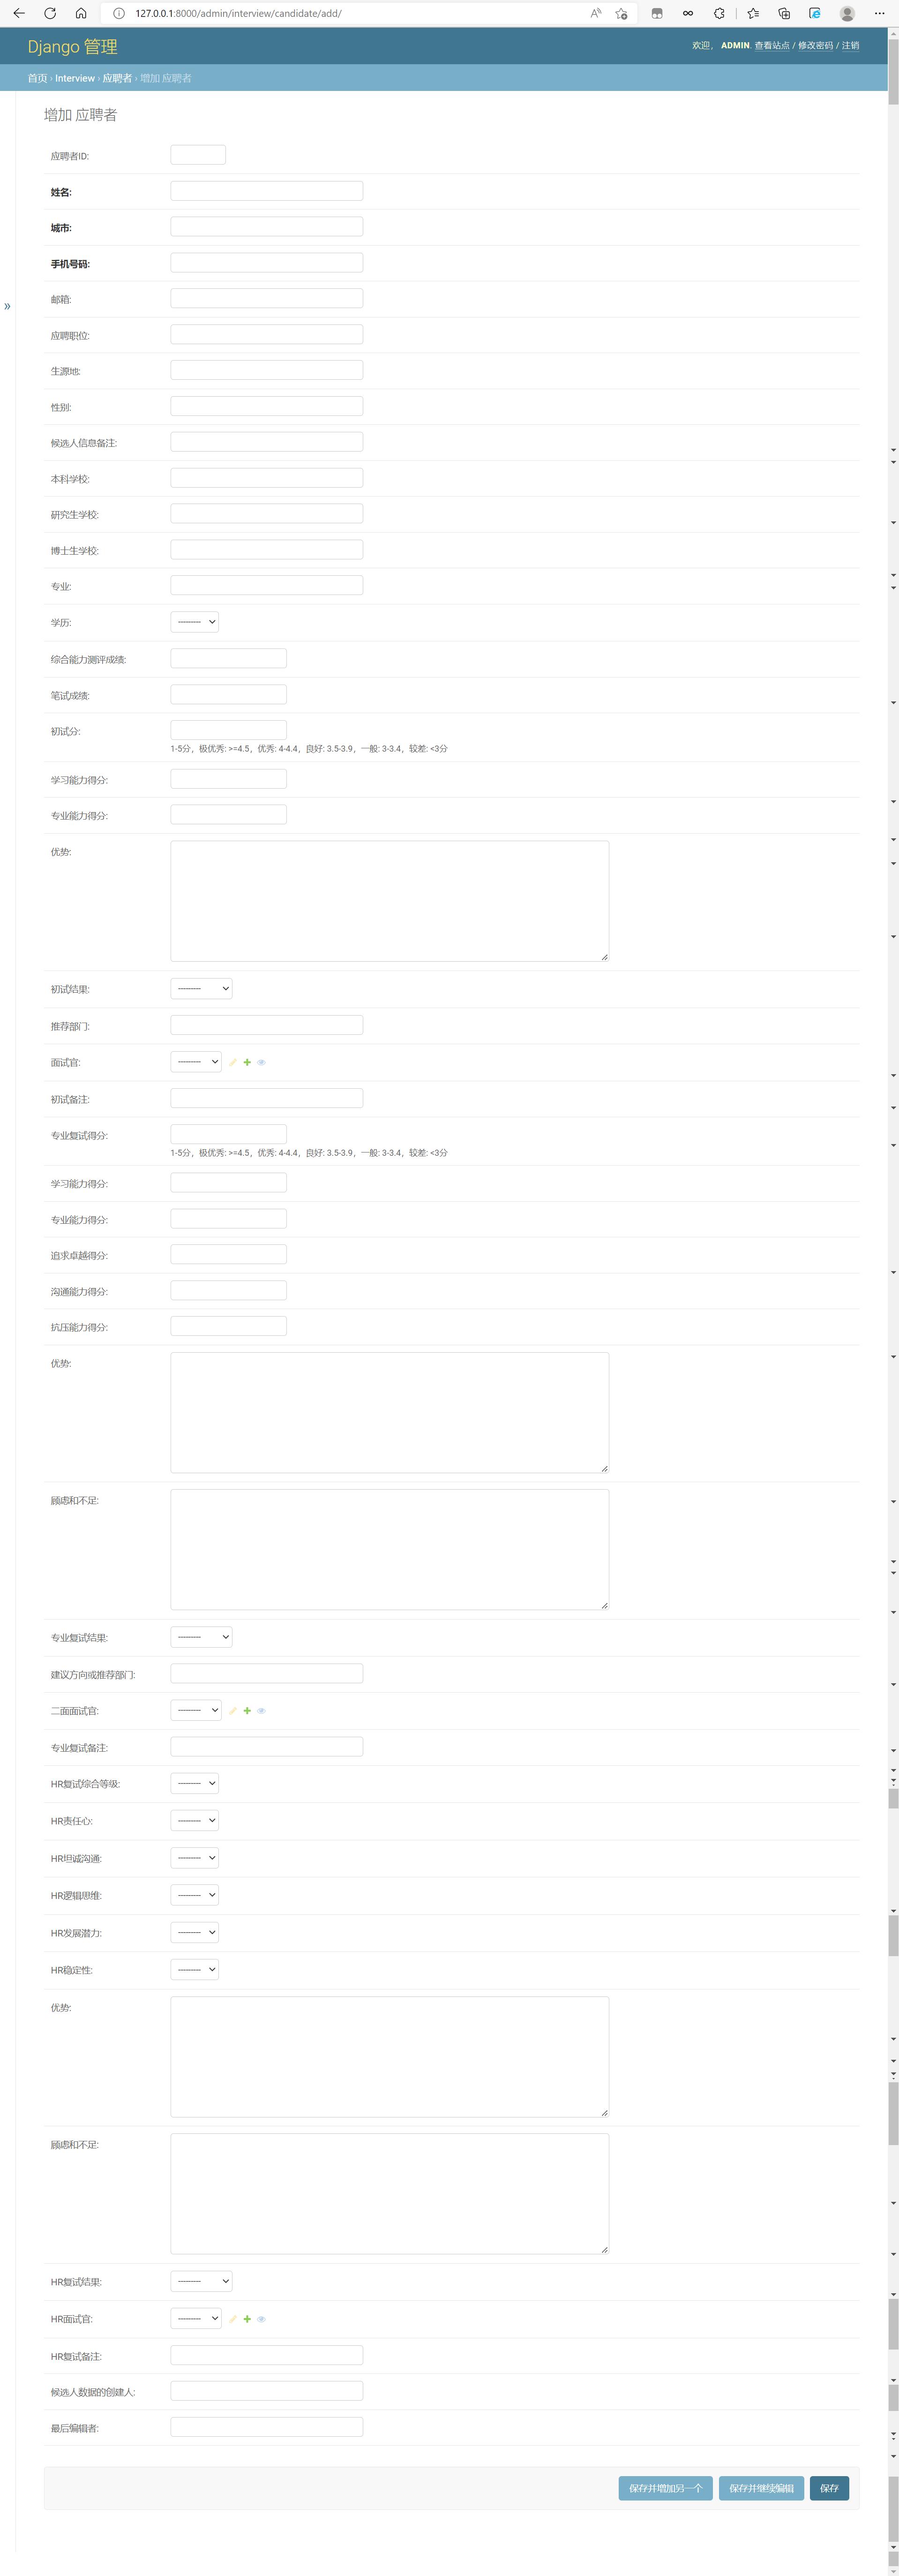 127.0.0.1:8000/admin/interview/candidate/add/
Django 管理
欢迎， ADMIN. 查看站点 / 修改密码 / 注销
首页 › Interview › 应聘者 › 增加 应聘者
增加 应聘者
应聘者ID:
姓名:
城市:
手机号码:
»
邮箱:
应聘职位:
生源地:
性别:
候选人信息备注:
本科学校:
研究生学校:
博士生学校:
专业:
学历: ---------
综合能力测评成绩:
笔试成绩:
初试分:
1-5分，极优秀: >=4.5，优秀: 4-4.4，良好: 3.5-3.9，一般: 3-3.4，较差: <3分
学习能力得分:
专业能力得分:
优势:
初试结果: ---------
推荐部门:
面试官: ---------
初试备注:
专业复试得分:
1-5分，极优秀: >=4.5，优秀: 4-4.4，良好: 3.5-3.9，一般: 3-3.4，较差: <3分
学习能力得分:
专业能力得分:
追求卓越得分:
沟通能力得分:
抗压能力得分:
优势:
顾虑和不足:
专业复试结果: ---------
建议方向或推荐部门:
二面面试官: ---------
专业复试备注:
HR复试综合等级: ---------
HR责任心: ---------
HR坦诚沟通: ---------
HR逻辑思维: ---------
HR发展潜力: ---------
HR稳定性: ---------
优势:
顾虑和不足:
HR复试结果: ---------
HR面试官: ---------
HR复试备注:
候选人数据的创建人:
最后编辑者:
保存并增加另一个 保存并继续编辑 保存